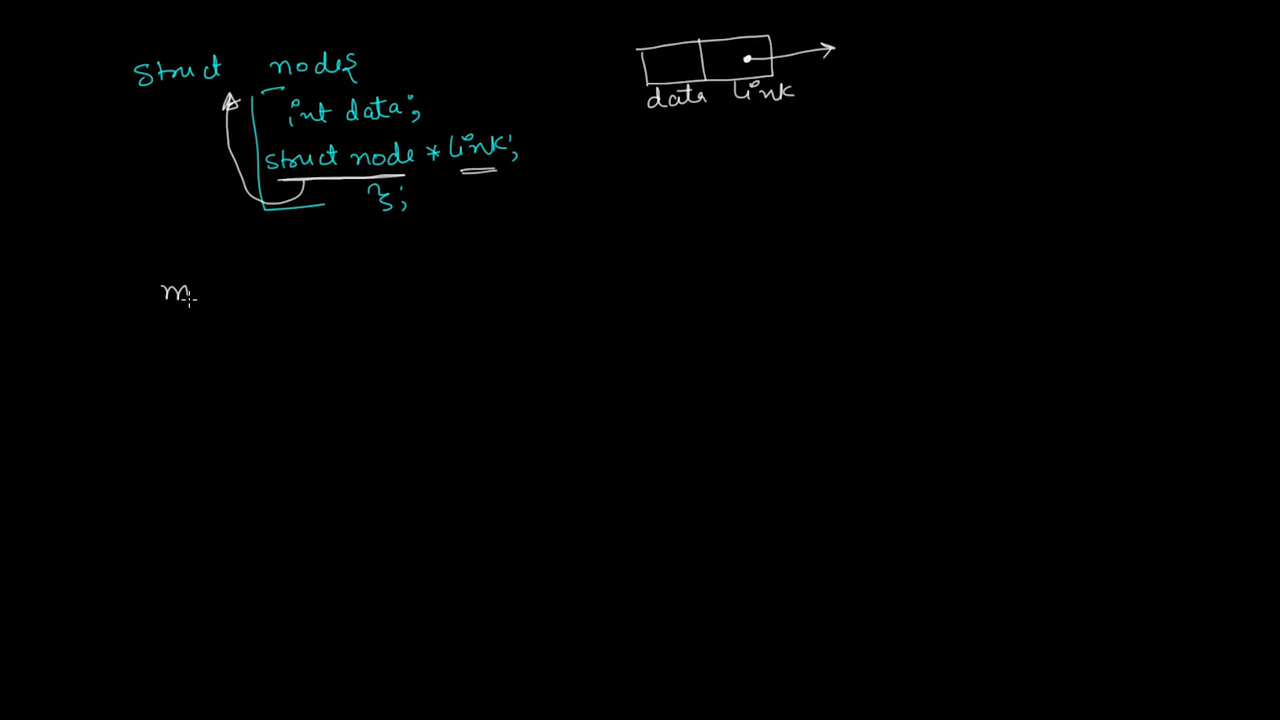 struct node{
int data;
struct node * link;
};
data link
m